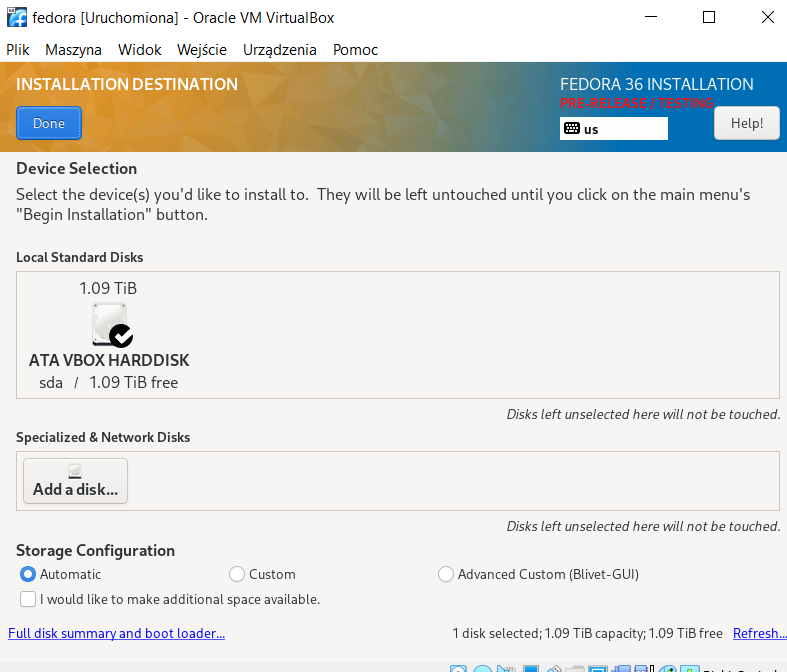 fedora [Uruchomiona] - Oracle VM VirtualBox
Plik Maszyna Widok Wejście Urządzenia Pomoc
INSTALLATION DESTINATION
FEDORA 36 INSTALLATION
PRE-RELEASE / TESTING
Done
us
Help!
Device Selection
Select the device(s) you'd like to install to. They will be left untouched until you click on the main menu's
"Begin Installation" button.
Local Standard Disks
1.09 TiB
ATA VBOX HARDDISK
sda / 1.09 TiB free
Disks left unselected here will not be touched.
Specialized & Network Disks
Add a disk...
Disks left unselected here will not be touched.
Storage Configuration
Automatic Custom Advanced Custom (Blivet-GUI)
I would like to make additional space available.
Full disk summary and boot loader... 1 disk selected; 1.09 TiB capacity; 1.09 TiB free Refresh...